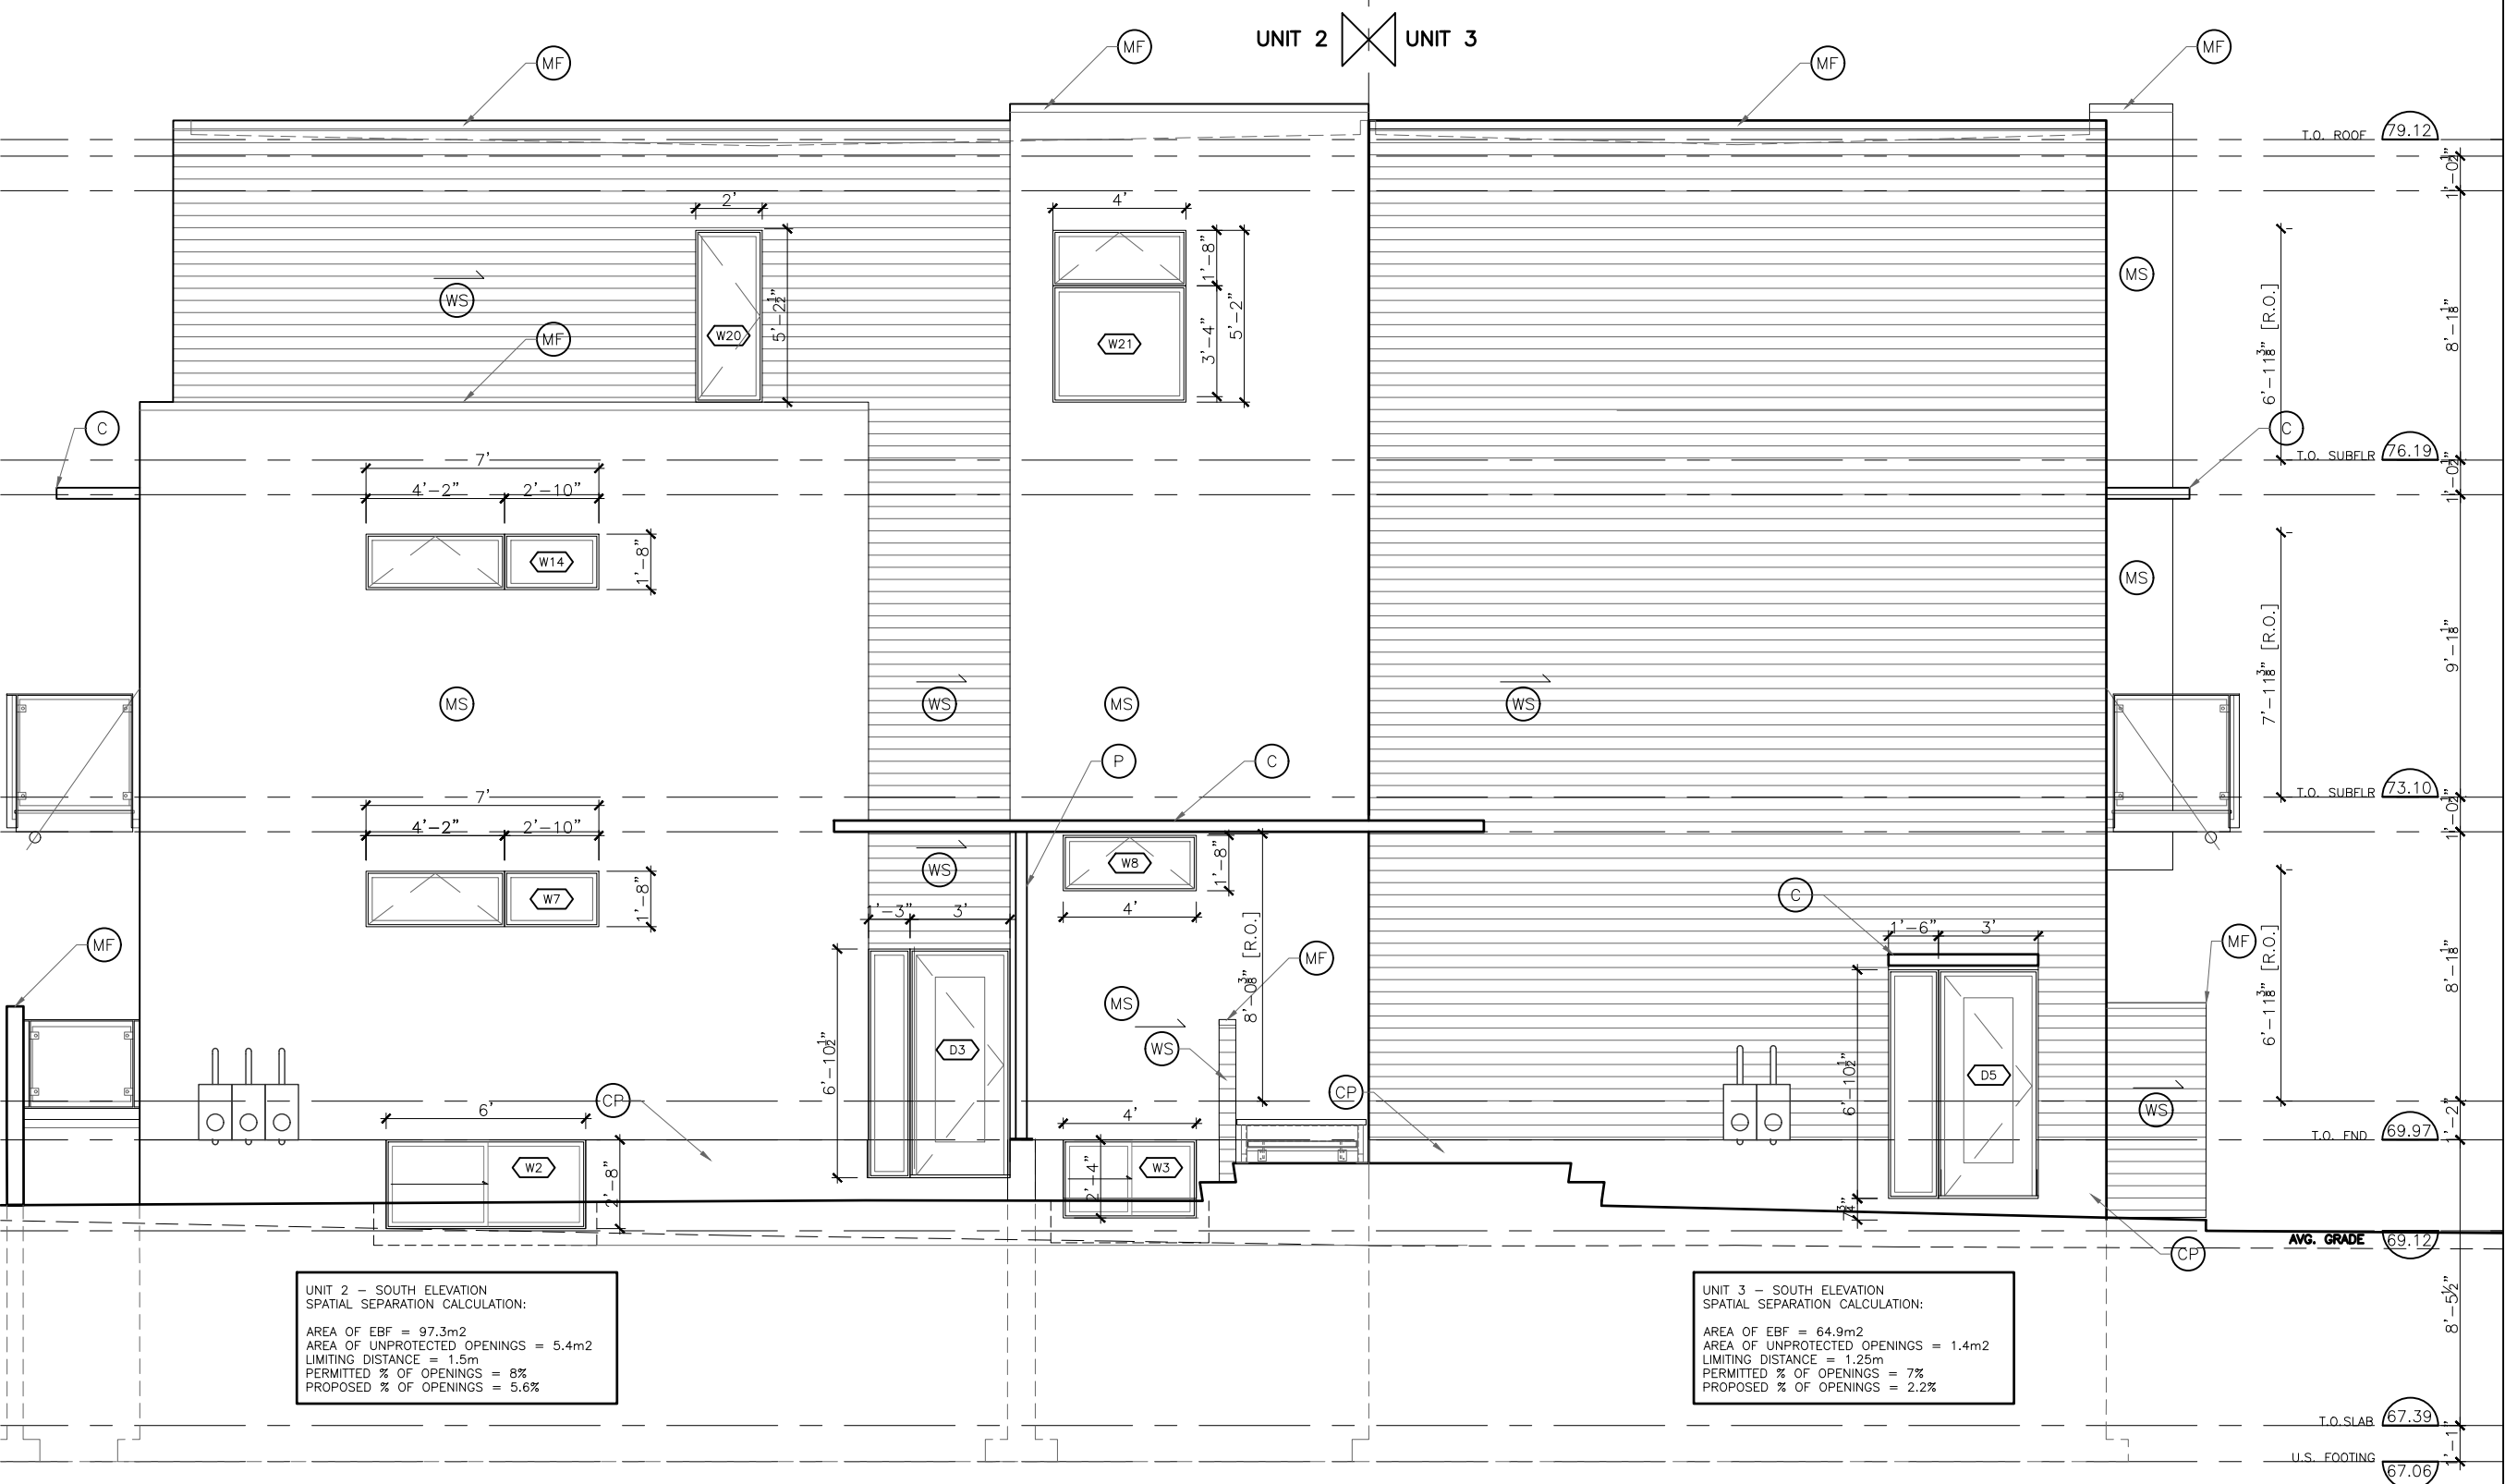 UNIT 2 UNIT 3
MF
MF
MF
MF
T.O. ROOF 79.12
1'-0½"
2'
4'
1'-8"
3'-4"
5'-2"
5'-2½"
WS
W20
W21
MF
MS
6'-11⅜" [R.O.]
8'-1⅛"
C
C
T.O. SUBFLR 76.19
1'-0½"
7'
4'-2" 2'-10"
W14
1'-8"
MS
7'-11⅜" [R.O.]
9'-1⅛"
MS
WS
MS
WS
P
C
T.O. SUBFLR 73.10
1'-0½"
7'
4'-2" 2'-10"
W7
1'-8"
WS
W8
1'-8"
4'
8'-0⅜" [R.O.]
C
1'-3" 3'
1'-6" 3'
MF
MF
MF
6'-11⅜" [R.O.]
8'-1⅛"
MS
WS
D3
6'-10½"
D5
6'-10½"
CP
CP
WS
6'
4'
W2
2'-8"
W3
2'-4"
1'-2"
T.O. FND 69.97
7¾"
AVG. GRADE 69.12
CP
UNIT 2 - SOUTH ELEVATION
SPATIAL SEPARATION CALCULATION:
AREA OF EBF = 97.3m2
AREA OF UNPROTECTED OPENINGS = 5.4m2
LIMITING DISTANCE = 1.5m
PERMITTED % OF OPENINGS = 8%
PROPOSED % OF OPENINGS = 5.6%
UNIT 3 - SOUTH ELEVATION
SPATIAL SEPARATION CALCULATION:
AREA OF EBF = 64.9m2
AREA OF UNPROTECTED OPENINGS = 1.4m2
LIMITING DISTANCE = 1.25m
PERMITTED % OF OPENINGS = 7%
PROPOSED % OF OPENINGS = 2.2%
8'-5½"
T.O.SLAB 67.39
1'-1"
U.S. FOOTING 67.06